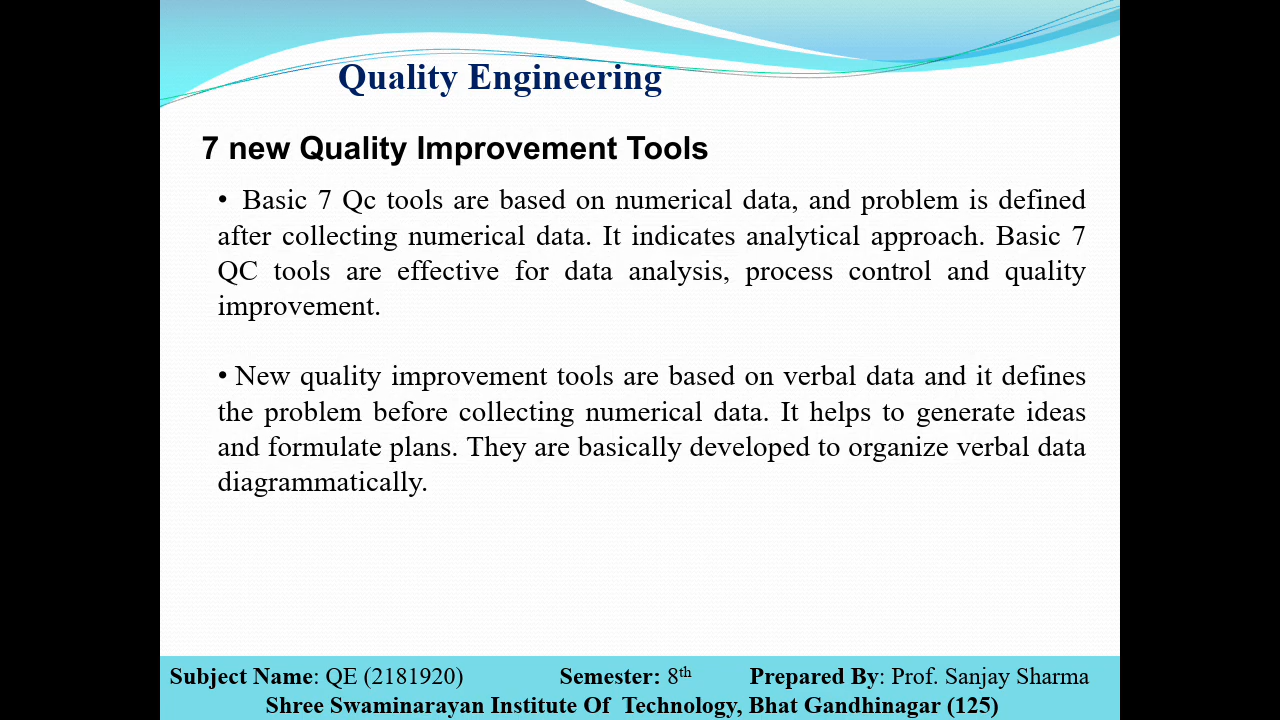 Quality Engineering
7 new Quality Improvement Tools
• Basic 7 Qc tools are based on numerical data, and problem is defined
after collecting numerical data. It indicates analytical approach. Basic 7
QC tools are effective for data analysis, process control and quality
improvement.
• New quality improvement tools are based on verbal data and it defines
the problem before collecting numerical data. It helps to generate ideas
and formulate plans. They are basically developed to organize verbal data
diagrammatically.
Subject Name: QE (2181920) Semester: 8th Prepared By: Prof. Sanjay Sharma
Shree Swaminarayan Institute Of Technology, Bhat Gandhinagar (125)